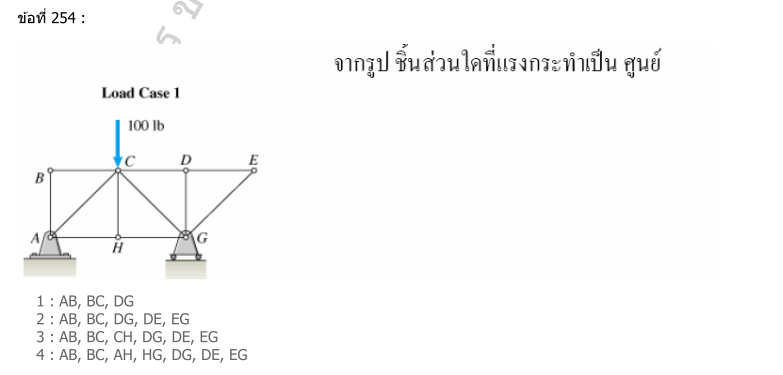 ข้อที่ 254 :
จากรูป ชิ้นส่วนใดที่แรงกระทำเป็น ศูนย์
Load Case 1
100 lb
C
D
E
B
A
G
H
1 : AB, BC, DG
2 : AB, BC, DG, DE, EG
3 : AB, BC, CH, DG, DE, EG
4 : AB, BC, AH, HG, DG, DE, EG